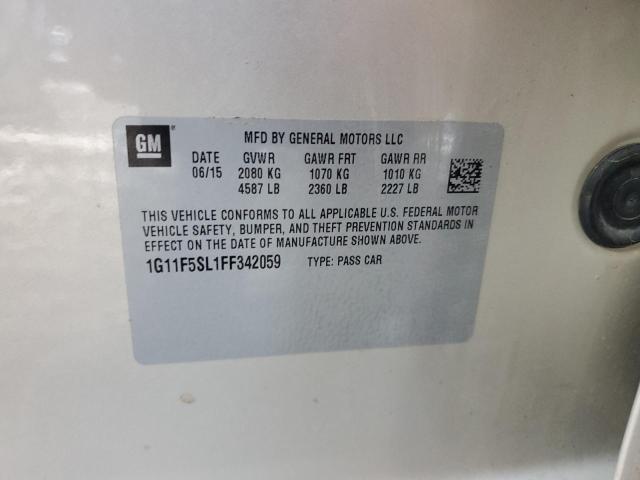 GM
MFD BY GENERAL MOTORS LLC
DATE GVWR GAWR FRT GAWR RR
06/15 2080 KG 1070 KG 1010 KG
4587 LB 2360 LB 2227 LB
THIS VEHICLE CONFORMS TO ALL APPLICABLE U.S. FEDERAL MOTOR
VEHICLE SAFETY, BUMPER, AND THEFT PREVENTION STANDARDS IN
EFFECT ON THE DATE OF MANUFACTURE SHOWN ABOVE.
1G11F5SL1FF342059 TYPE: PASS CAR